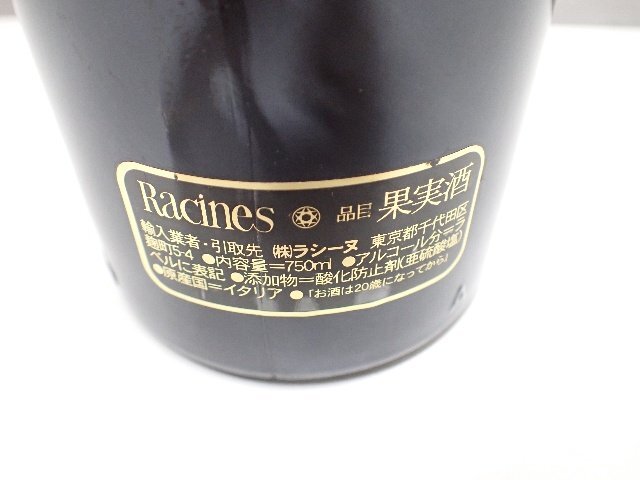 Racines 品目 果実酒
輸入業者・引取先 (株)ラシーヌ 東京都千代田区
麹町5-4 ●内容量=750ml ●アルコール分=ラ
ベルに表記 ●添加物=酸化防止剤(亜硫酸塩)
●原産国=イタリア ●「お酒は20歳になってから」